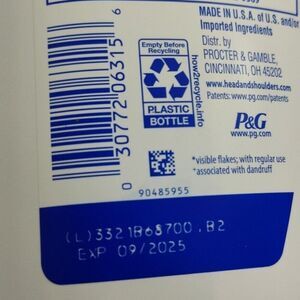 MADE IN U.S.A. of U.S. and/or
Imported Ingredients
Distr. by
PROCTER & GAMBLE,
CINCINNATI, OH 45202
www.headandshoulders.com
Patents: www.pg.com/patents
P&G
www.pg.com
Empty Before
Recycling
PLASTIC
BOTTLE
how2recycle.info
0 30772 06315 6
*visible flakes; with regular use
+associated with dandruff
90485955
(L)3321B68700.B2
EXP 09/2025